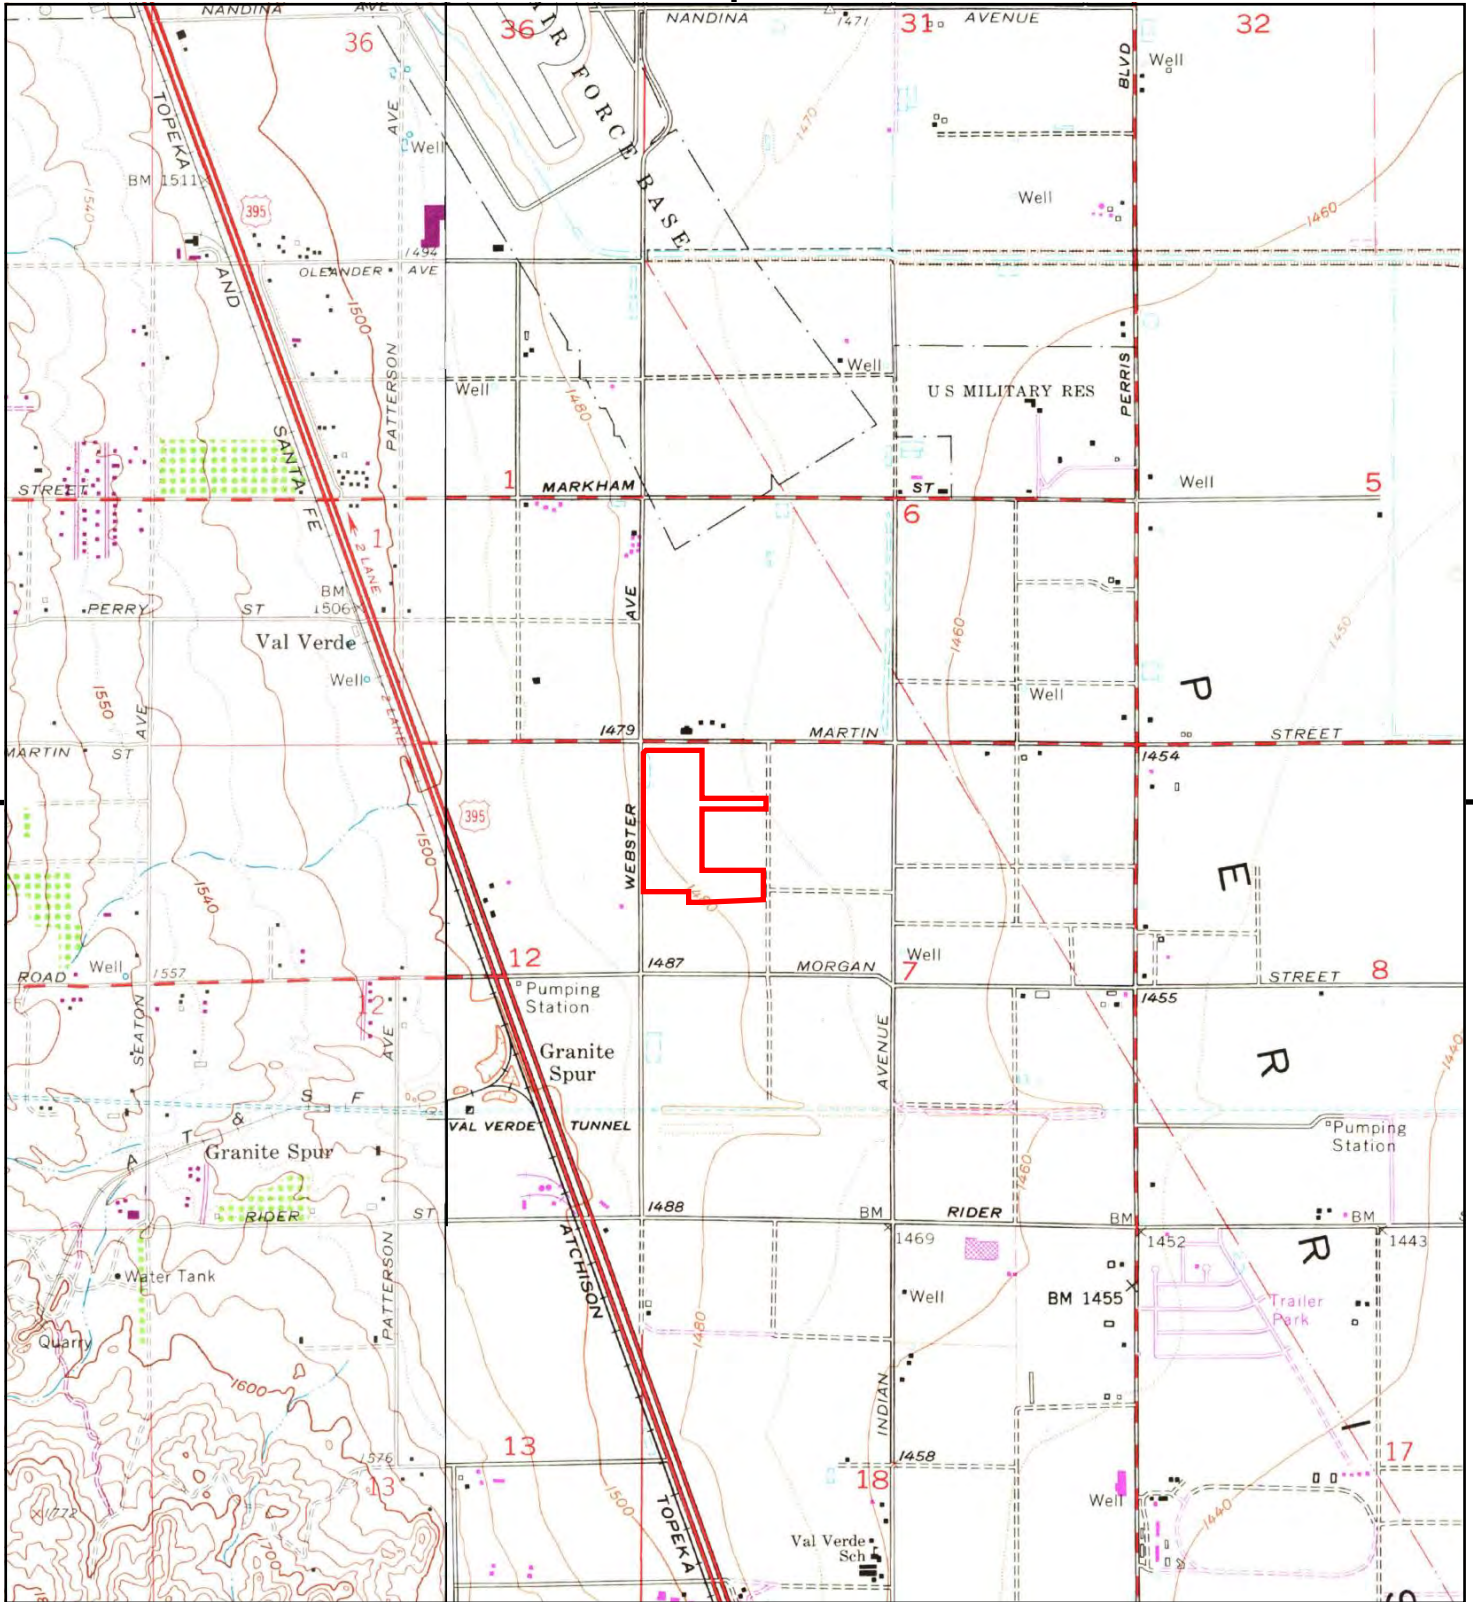 NANDINA AVE
36
36
AIR FORCE BASE
NANDINA
1471
31
AVENUE
32
BLVD
Well
TOPEKA
AVE
Well
1470
BM 1511
1540
395
Well
1460
1494
OLEANDER AVE
AND
1500
PATTERSON
Well
1480
Well
U S MILITARY RES
PERRIS
SANTA FE
STREET
1
MARKHAM
ST
Well
5
6
2 LANE
1
BM
1506
PERRY ST
AVE
1460
1450
Val Verde
Well
1550
AVE
2 LANE
Well
P
MARTIN ST
1479
MARTIN
STREET
1454
395
1500
WEBSTER
E
1540
1480
ROAD
Well
1557
12
1487
MORGAN
Well
7
STREET
8
12
Pumping
Station
1455
SEATON
AVE
Granite
Spur
AVENUE
R
1440
A T & S F
VAL VERDE TUNNEL
Granite Spur
1460
Pumping
Station
RIDER ST
1488
BM
RIDER
BM
BM
1469
1452
1443
R
PATTERSON
ATCHISON
Water Tank
Well
BM 1455
Trailer
Park
Quarry
1480
1600
INDIAN
I
13
1576
13
1458
18
17
1772
1500
Well
1440
1700
TOPEKA
Val Verde
Sch
S